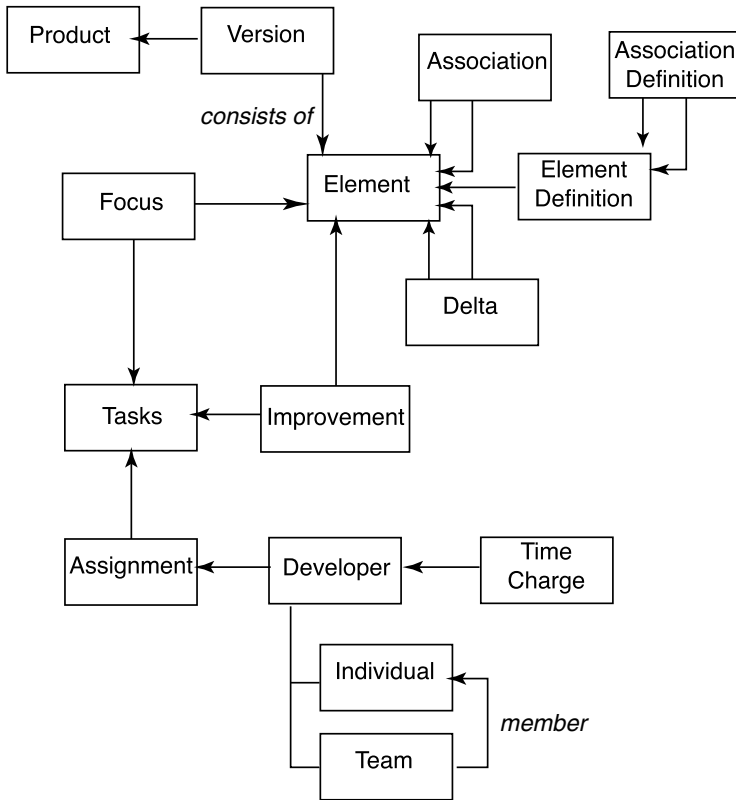 Product
Version
Association
Association
Definition
consists of
Element
Element
Definition
Focus
Delta
Tasks
Improvement
Assignment
Developer
Time
Charge
Individual
member
Team